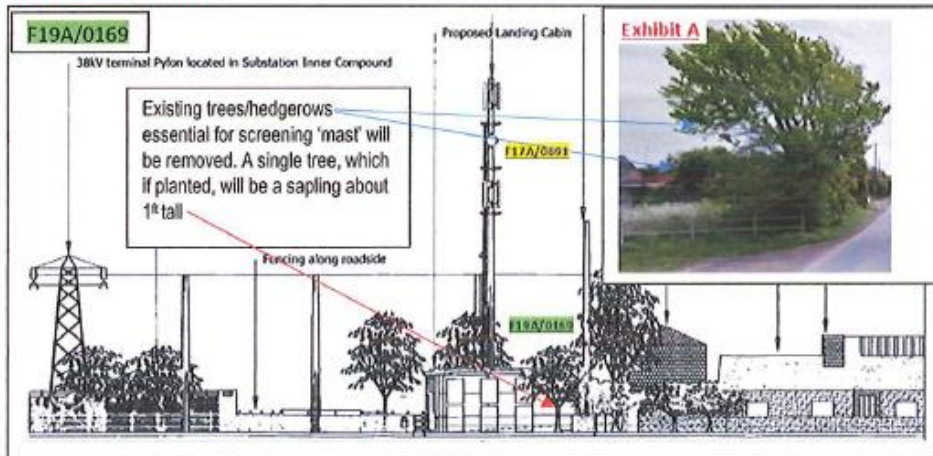 F19A/0169
Proposed Landing Cabin
Exhibit A
38kV terminal Pylon located in Substation Inner Compound
Existing trees/hedgerows
essential for screening ‘mast’ will
be removed. A single tree, which
if planted, will be a sapling about
1ft tall
F17A/0691
Fencing along roadside
F19A/0169